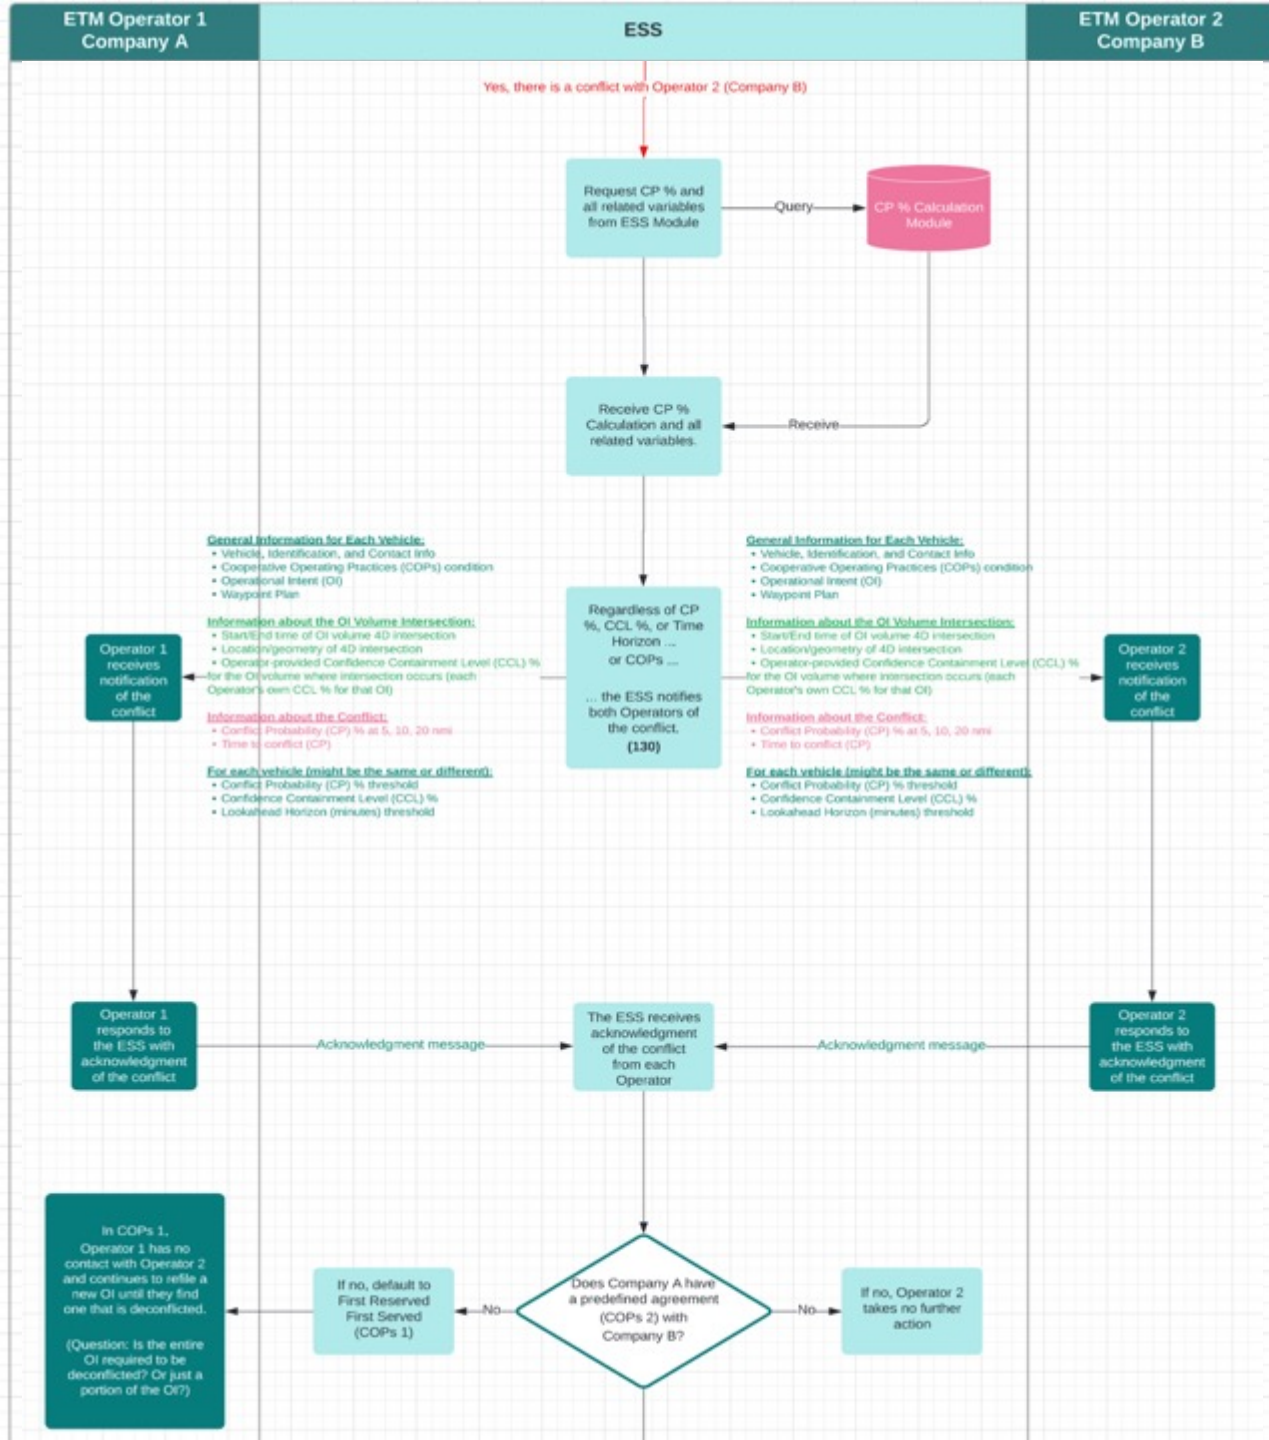 ETM Operator 1
Company A
ESS
ETM Operator 2
Company B
Yes, there is a conflict with Operator 2 (Company B)
Request CP % and
all related variables
from ESS Module
Query
CP % Calculation
Module
Receive CP %
Calculation and all
related variables.
Receive
General Information for Each Vehicle:
• Vehicle, Identification, and Contact Info
• Cooperative Operating Practices (COPs) condition
• Operational Intent (OI)
• Waypoint Plan
Information about the OI Volume Intersection:
• Start/End time of OI volume 4D intersection
• Location/geometry of 4D intersection
• Operator-provided Confidence Containment Level (CCL) %
for the OI volume where intersection occurs (each
Operator's own CCL % for that OI)
Information about the Conflict:
• Conflict Probability (CP) % at 5, 10, 20 nmi
• Time to conflict (CP)
For each vehicle (might be the same or different):
• Conflict Probability (CP) % threshold
• Confidence Containment Level (CCL) %
• Lookahead Horizon (minutes) threshold
Operator 1
receives
notification
of the
conflict
Regardless of CP
%, CCL %, or Time
Horizon ...
or COPs ...
... the ESS notifies
both Operators of
the conflict.
(130)
General Information for Each Vehicle:
• Vehicle, Identification, and Contact Info
• Cooperative Operating Practices (COPs) condition
• Operational Intent (OI)
• Waypoint Plan
Information about the OI Volume Intersection:
• Start/End time of OI volume 4D intersection
• Location/geometry of 4D intersection
• Operator-provided Confidence Containment Level (CCL) %
for the OI volume where intersection occurs (each
Operator's own CCL % for that OI)
Information about the Conflict:
• Conflict Probability (CP) % at 5, 10, 20 nmi
• Time to conflict (CP)
For each vehicle (might be the same or different):
• Conflict Probability (CP) % threshold
• Confidence Containment Level (CCL) %
• Lookahead Horizon (minutes) threshold
Operator 2
receives
notification
of the
conflict
Operator 1
responds to
the ESS with
acknowledgment
of the conflict
Acknowledgment message
The ESS receives
acknowledgment
of the conflict
from each
Operator
Acknowledgment message
Operator 2
responds to
the ESS with
acknowledgment
of the conflict
In COPs 1,
Operator 1 has no
contact with Operator 2
and continues to refile a
new OI until they find
one that is deconflicted.
(Question: Is the entire
OI required to be
deconflicted? Or just a
portion of the OI?)
If no, default to
First Reserved
First Served
(COPs 1)
No
Does Company A have
a predefined agreement
(COPs 2) with
Company B?
No
If no, Operator 2
takes no further
action